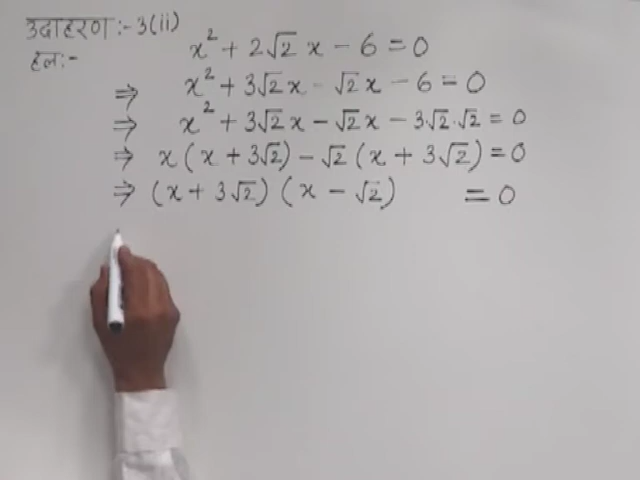 उदाहरण :- 3(ii)
x² + 2√2 x - 6 = 0
हल :-
⇒ x² + 3√2 x - √2 x - 6 = 0
⇒ x² + 3√2 x - √2 x - 3.√2.√2 = 0
⇒ x(x + 3√2) - √2(x + 3√2) = 0
⇒ (x + 3√2)(x - √2) = 0